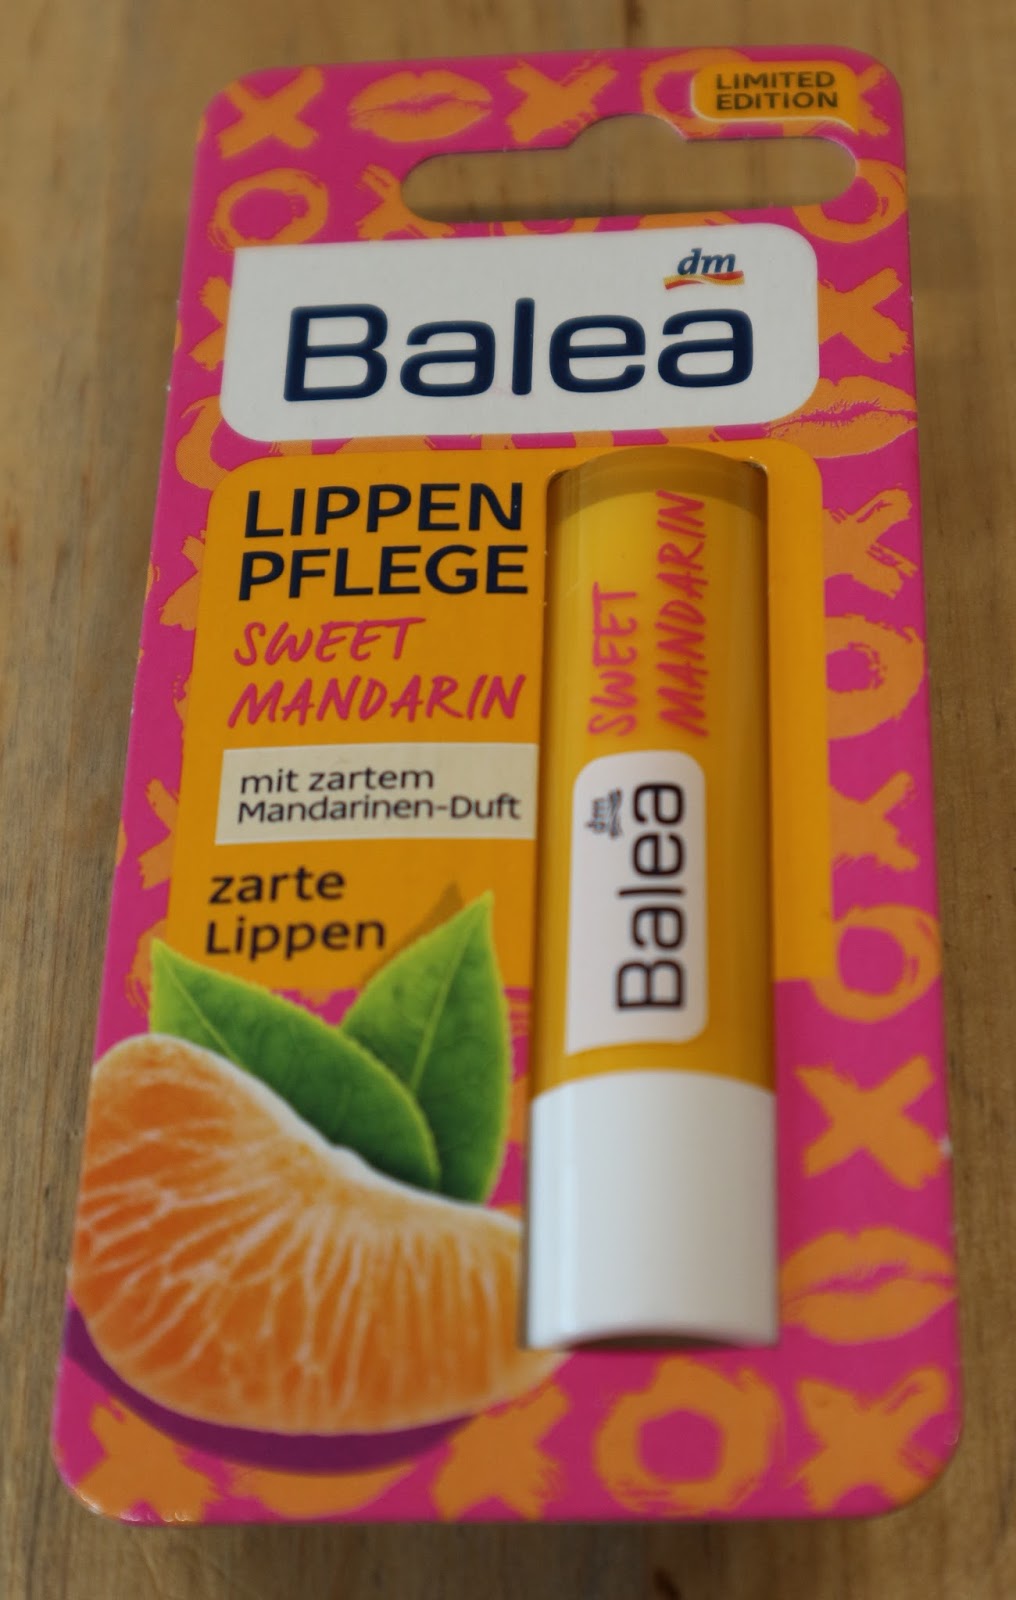 LIMITED
EDITION
dm
Balea
LIPPEN
PFLEGE
SWEET
MANDARIN
mit zartem
Mandarinen-Duft
zarte
Lippen
SWEET
MANDARIN
dm
Balea